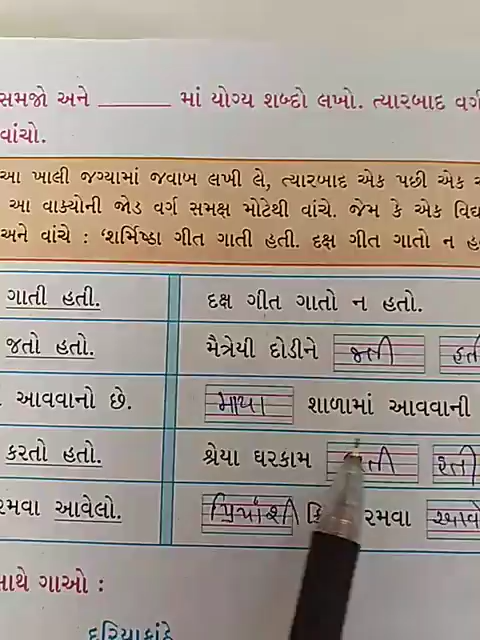 સમજો અને ______ માં યોગ્ય શબ્દો લખો. ત્યારબાદ વર્ગ
વાંચો.
આ ખાલી જગ્યામાં જવાબ લખી લે, ત્યારબાદ એક પછી એક
આ વાક્યોની જોડ વર્ગ સમક્ષ મોટેથી વાંચે. જેમ કે એક વિદ્યા
અને વાંચે : 'શર્મિષ્ઠા ગીત ગાતી હતી. દક્ષ ગીત ગાતો ન હ
ગાતી હતી. દક્ષ ગીત ગાતો ન હતો.
જતો હતો. મૈત્રેયી દોડીને જતી હતી
આવવાનો છે. માયા શાળામાં આવવાની
કરતો હતો. શ્રેયા ઘરકામ
રમવા આવેલો. પ્રિયાંશી રમવા આવે
સાથે ગાઓ :
દરિયાકાંઠે